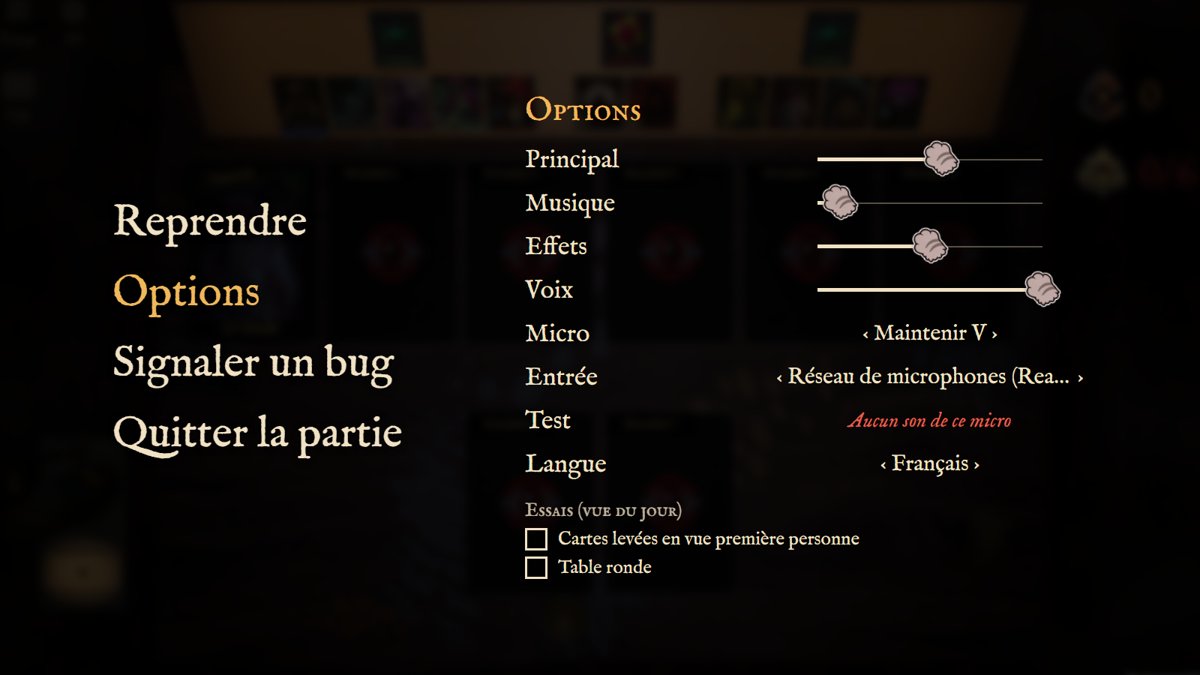 Reprendre
Options
Signaler un bug
Quitter la partie
Options
Principal
Musique
Effets
Voix
Micro
‹ Maintenir V ›
Entrée
‹ Réseau de microphones (Rea... ›
Test
Aucun son de ce micro
Langue
‹ Français ›
Essais (vue du jour)
Cartes levées en vue première personne
Table ronde